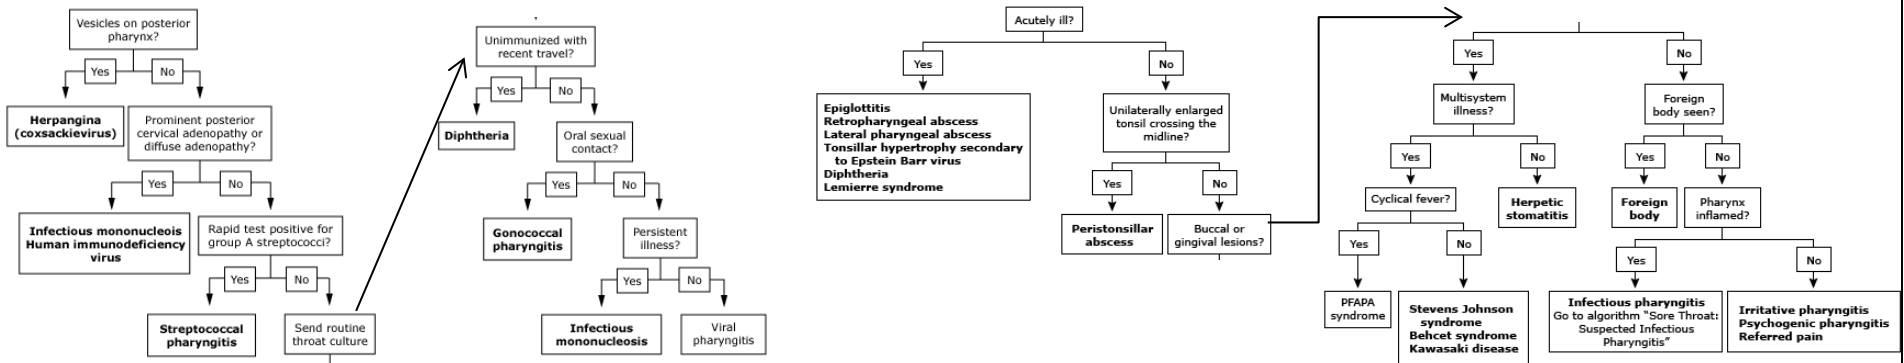 Vesicles on posterior
pharynx?
Yes
No
Herpangina
(coxsackievirus)
Prominent posterior
cervical adenopathy or
diffuse adenopathy?
Yes
No
Infectious mononucleois
Human immunodeficiency
virus
Rapid test positive for
group A streptococci?
Yes
No
Streptococcal
pharyngitis
Send routine
throat culture
Unimmunized with
recent travel?
Yes
No
Diphtheria
Oral sexual
contact?
Yes
No
Gonococcal
pharyngitis
Persistent
illness?
Yes
No
Infectious
mononucleosis
Viral
pharyngitis
Acutely ill?
Yes
No
Epiglottitis
Retropharyngeal abscess
Lateral pharyngeal abscess
Tonsillar hypertrophy secondary
to Epstein Barr virus
Diphtheria
Lemierre syndrome
Unilaterally enlarged
tonsil crossing the
midline?
Yes
No
Peristonsillar
abscess
Buccal or
gingival lesions?
Yes
No
Multisystem
illness?
Yes
No
Cyclical fever?
Herpetic
stomatitis
Yes
No
PFAPA
syndrome
Stevens Johnson
syndrome
Behcet syndrome
Kawasaki disease
Foreign
body seen?
Yes
No
Foreign
body
Pharynx
inflamed?
Yes
No
Infectious pharyngitis
Go to algorithm “Sore Throat:
Suspected Infectious
Pharyngitis”
Irritative pharyngitis
Psychogenic pharyngitis
Referred pain